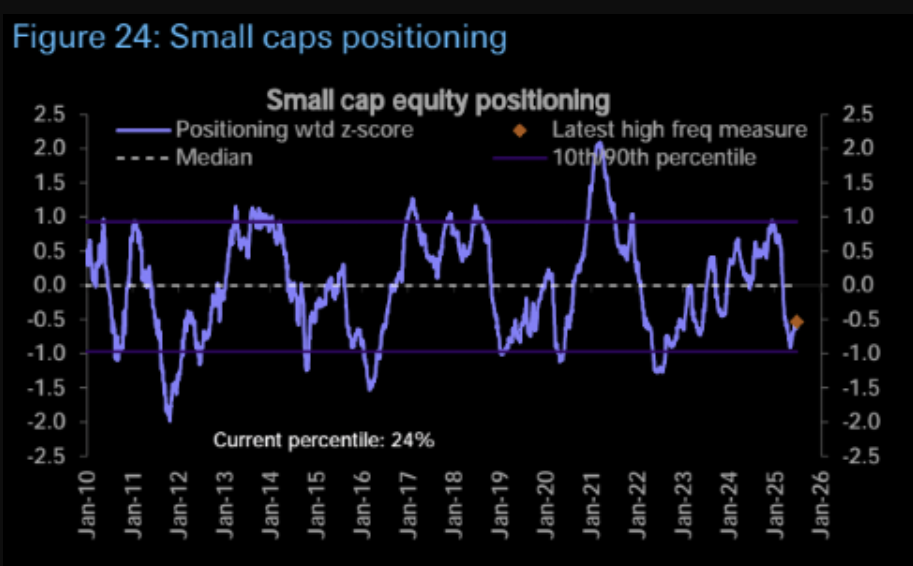 Figure 24: Small caps positioning
Small cap equity positioning
2.5 2.5
Positioning wtd z-score Latest high freq measure
2.0 2.0
Median 10th/90th percentile
1.5 1.5
1.0 1.0
0.5 0.5
0.0 0.0
-0.5 -0.5
-1.0 -1.0
-1.5 -1.5
-2.0 -2.0
Current percentile: 24%
-2.5 -2.5
Jan-10 Jan-11 Jan-12 Jan-13 Jan-14 Jan-15 Jan-16 Jan-17 Jan-18 Jan-19 Jan-20 Jan-21 Jan-22 Jan-23 Jan-24 Jan-25 Jan-26